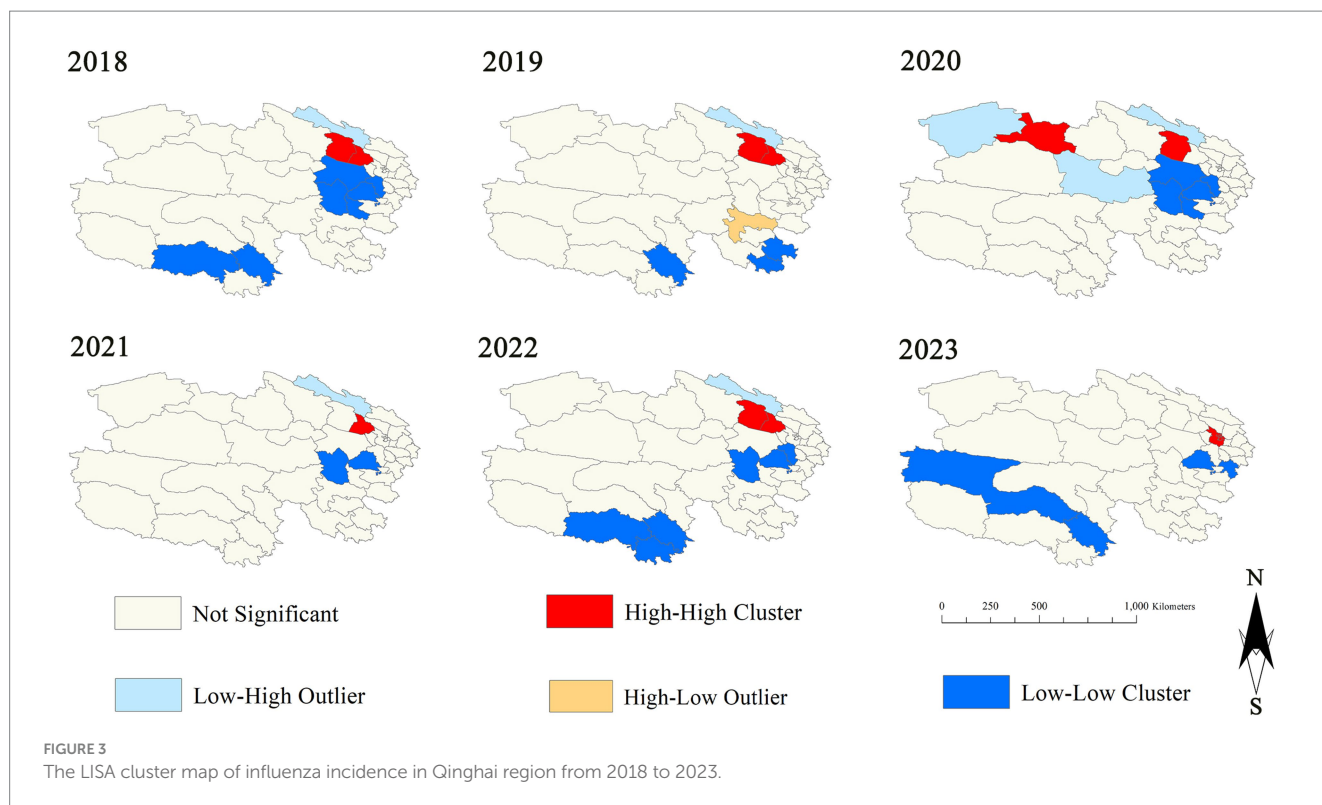 2018
2019
2020
2021
2022
2023
Not Significant
High-High Cluster
0 250 500 1,000 Kilometers
N
Low-High Outlier
High-Low Outlier
Low-Low Cluster
S
FIGURE 3
The LISA cluster map of influenza incidence in Qinghai region from 2018 to 2023.